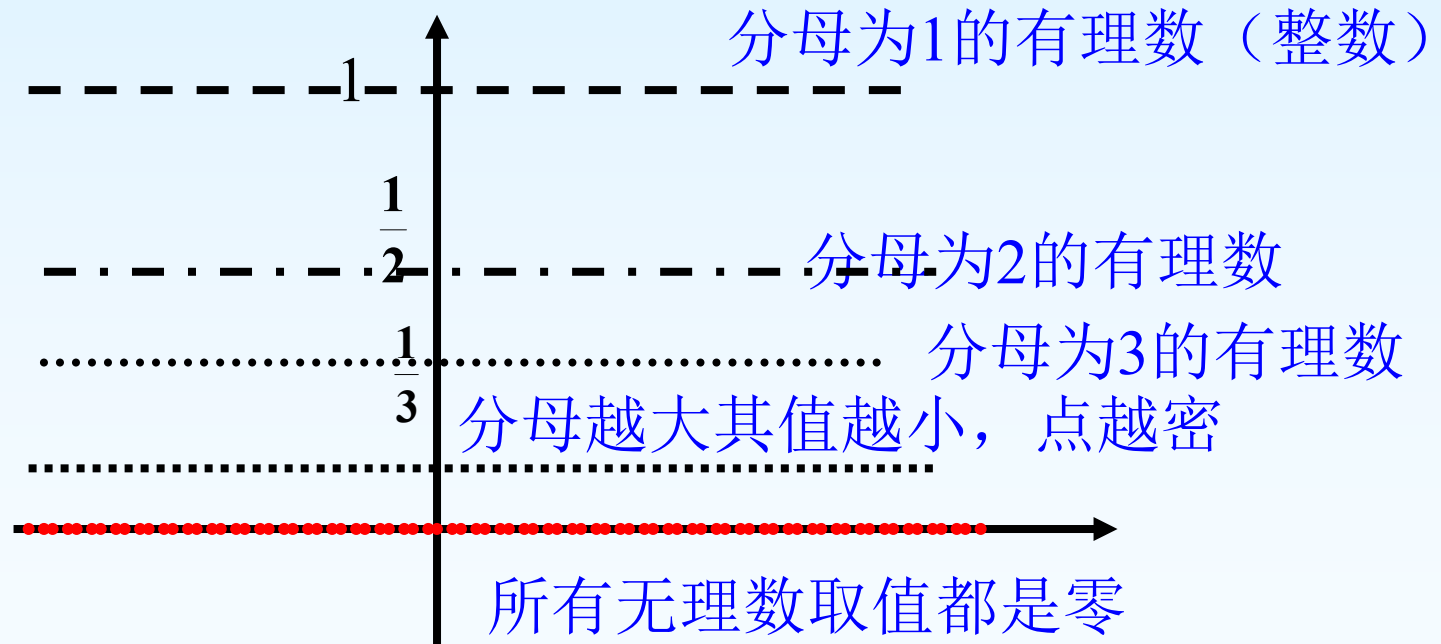 分母为1的有理数（整数）
1
1
2
分母为2的有理数
1
3
分母为3的有理数
分母越大其值越小，点越密
所有无理数取值都是零